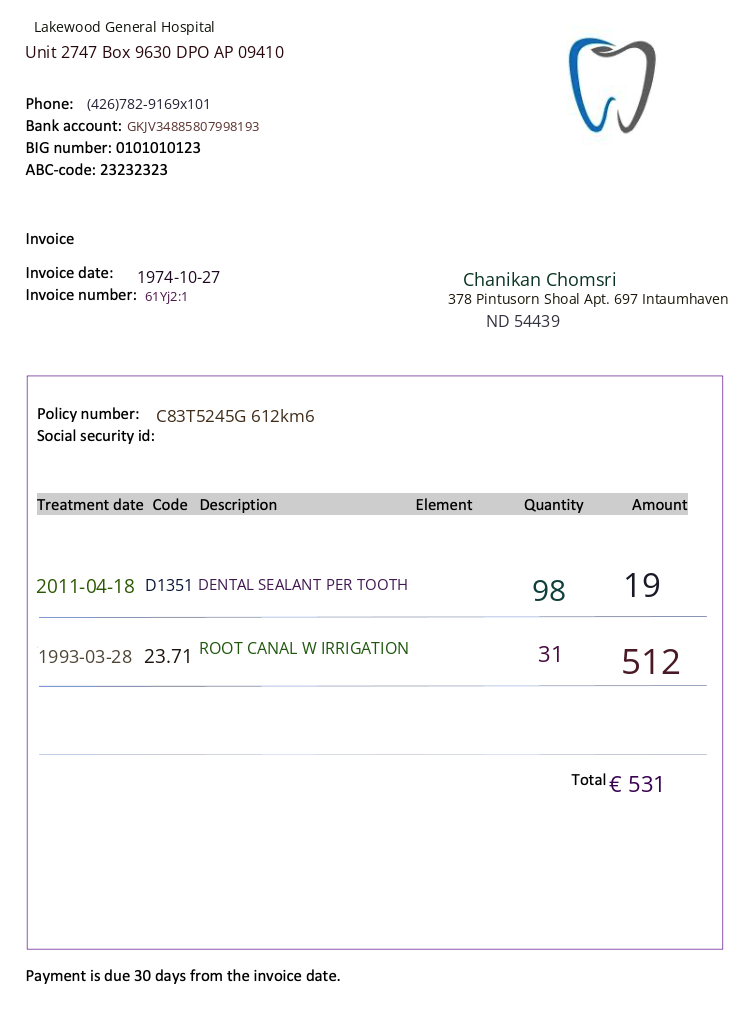 Lakewood General Hospital
Unit 2747 Box 9630 DPO AP 09410
Phone: (426)782-9169x101
Bank account: GKJV34885807998193
BIG number: 0101010123
ABC-code: 23232323
Invoice
Invoice date: 1974-10-27
Invoice number: 61Yj2:1
Chanikan Chomsri
378 Pintusorn Shoal Apt. 697 Intaumhaven
ND 54439
Policy number: C83T5245G 612km6
Social security id:
Treatment date Code Description Element Quantity Amount
2011-04-18 D1351 DENTAL SEALANT PER TOOTH 98 19
1993-03-28 23.71 ROOT CANAL W IRRIGATION 31 512
Total € 531
Payment is due 30 days from the invoice date.